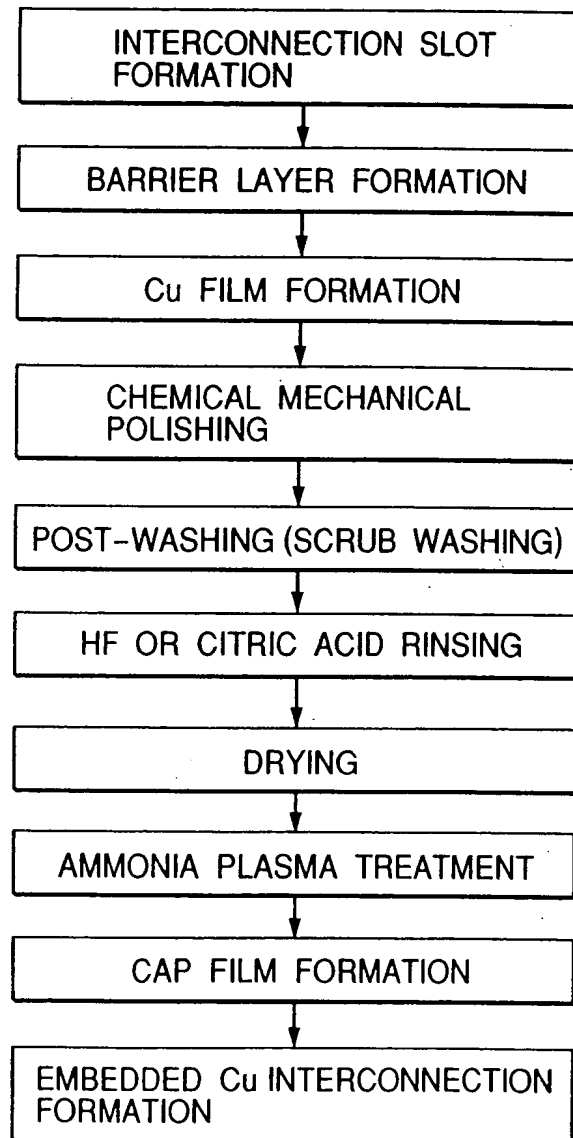 INTERCONNECTION SLOT
FORMATION
BARRIER LAYER FORMATION
Cu FILM FORMATION
CHEMICAL MECHANICAL
POLISHING
POST-WASHING (SCRUB WASHING)
HF OR CITRIC ACID RINSING
DRYING
AMMONIA PLASMA TREATMENT
CAP FILM FORMATION
EMBEDDED Cu INTERCONNECTION
FORMATION